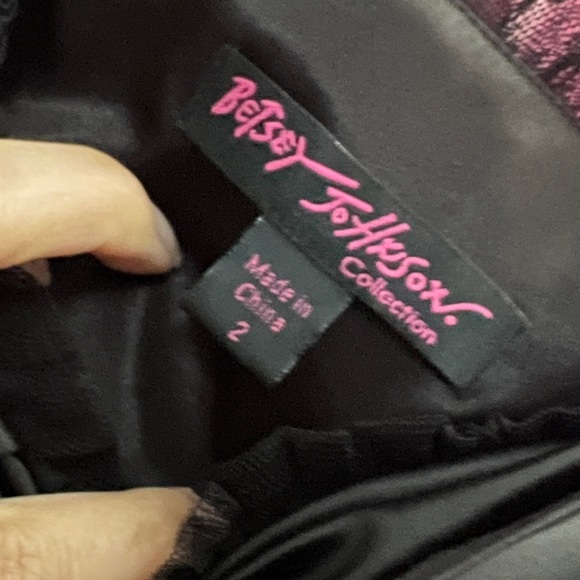 BETSEY JOHNSON.
Collection
Made in
China
2